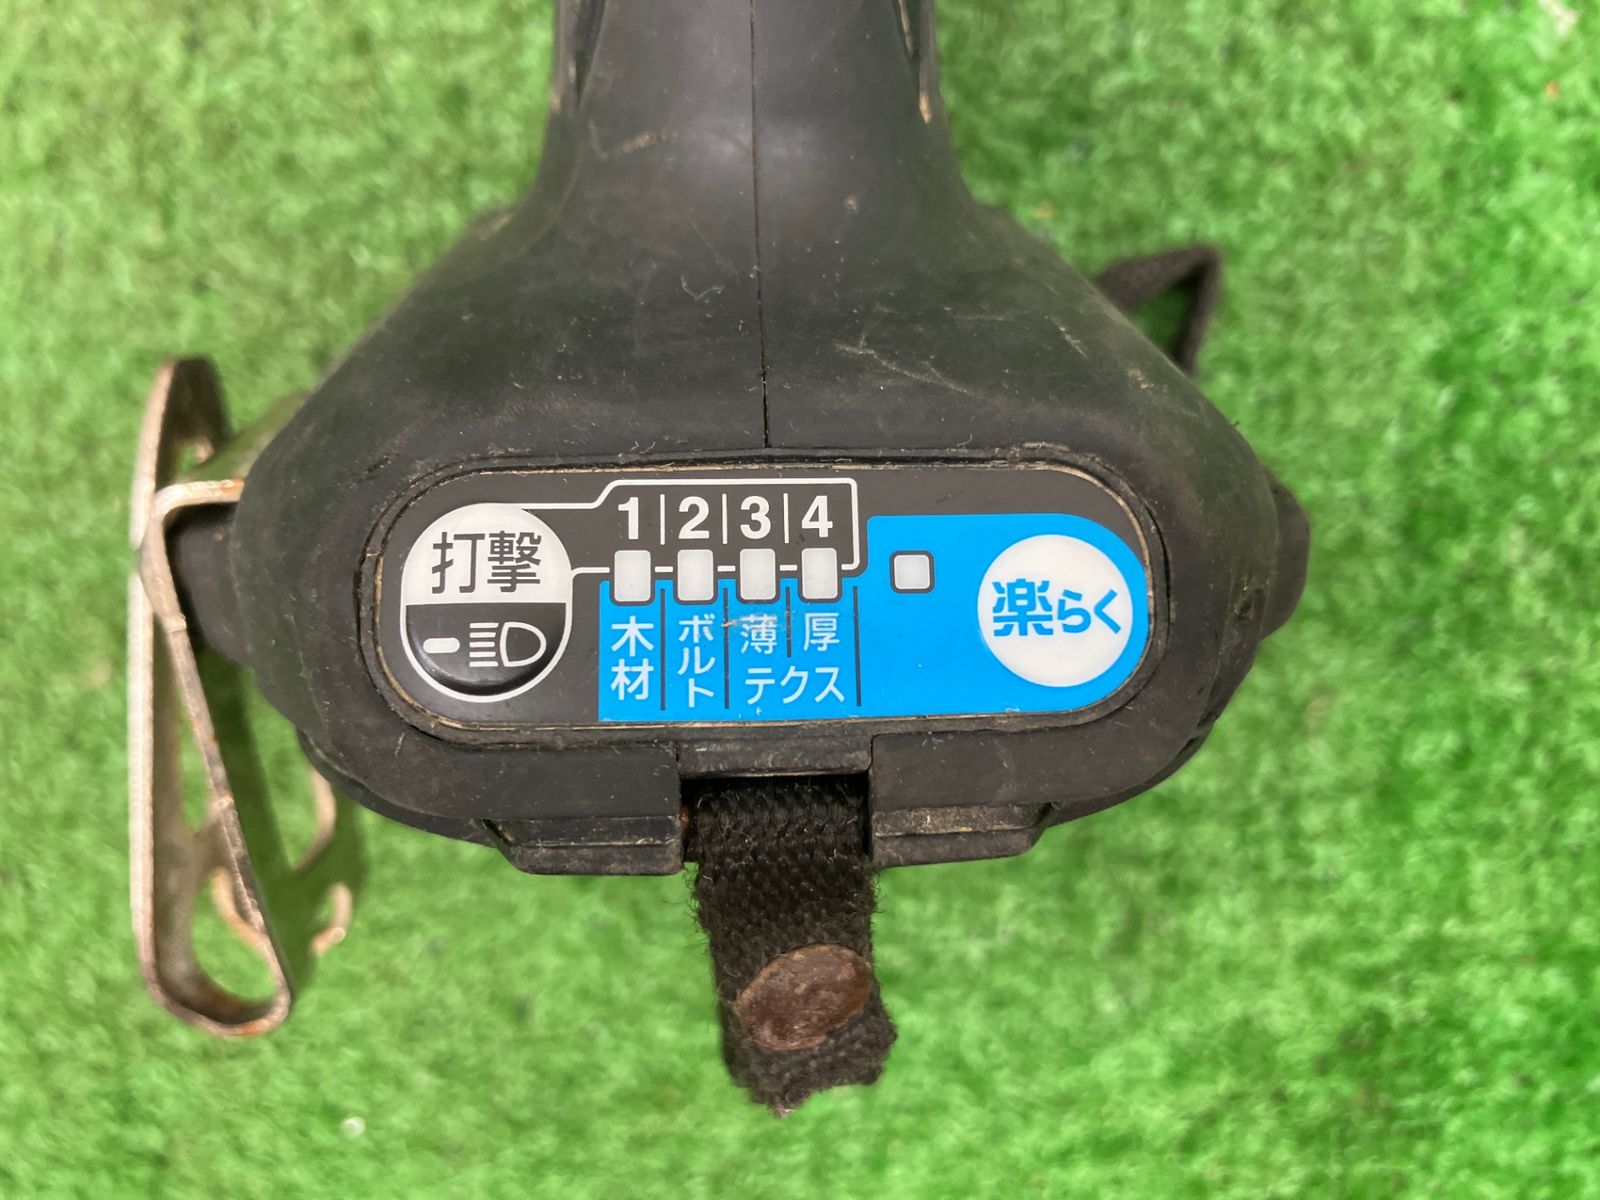 打撃
1 2 3 4
木材
ボルト
薄 厚
テクス
楽らく